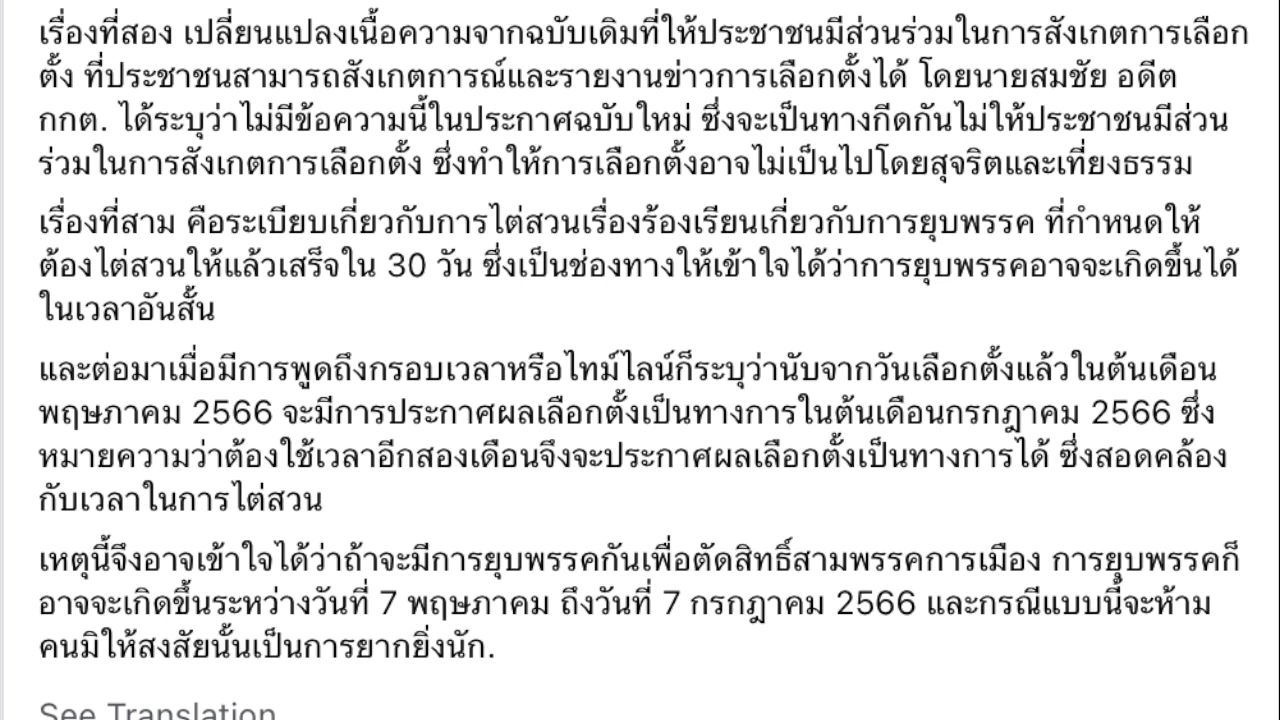 เรื่องที่สอง เปลี่ยนแปลงเนื้อความจากฉบับเดิมที่ให้ประชาชนมีส่วนร่วมในการสังเกตการเลือก
ตั้ง ที่ประชาชนสามารถสังเกตการณ์และรายงานข่าวการเลือกตั้งได้ โดยนายสมชัย อดีต
กกต. ได้ระบุว่าไม่มีข้อความนี้ในประกาศฉบับใหม่ ซึ่งจะเป็นทางกีดกันไม่ให้ประชาชนมีส่วน
ร่วมในการสังเกตการเลือกตั้ง ซึ่งทำให้การเลือกตั้งอาจไม่เป็นไปโดยสุจริตและเที่ยงธรรม
เรื่องที่สาม คือระเบียบเกี่ยวกับการไต่สวนเรื่องร้องเรียนเกี่ยวกับการยุบพรรค ที่กำหนดให้
ต้องไต่สวนให้แล้วเสร็จใน 30 วัน ซึ่งเป็นช่องทางให้เข้าใจได้ว่าการยุบพรรคอาจจะเกิดขึ้นได้
ในเวลาอันสั้น
และต่อมาเมื่อมีการพูดถึงกรอบเวลาหรือไทม์ไลน์ก็ระบุว่านับจากวันเลือกตั้งแล้วในต้นเดือน
พฤษภาคม 2566 จะมีการประกาศผลเลือกตั้งเป็นทางการในต้นเดือนกรกฎาคม 2566 ซึ่ง
หมายความว่าต้องใช้เวลาอีกสองเดือนจึงจะประกาศผลเลือกตั้งเป็นทางการได้ ซึ่งสอดคล้อง
กับเวลาในการไต่สวน
เหตุนี้จึงอาจเข้าใจได้ว่าถ้าจะมีการยุบพรรคกันเพื่อตัดสิทธิ์สามพรรคการเมือง การยุบพรรคก็
อาจจะเกิดขึ้นระหว่างวันที่ 7 พฤษภาคม ถึงวันที่ 7 กรกฎาคม 2566 และกรณีแบบนี้จะห้าม
คนมิให้สงสัยนั้นเป็นการยากยิ่งนัก.
See Translation